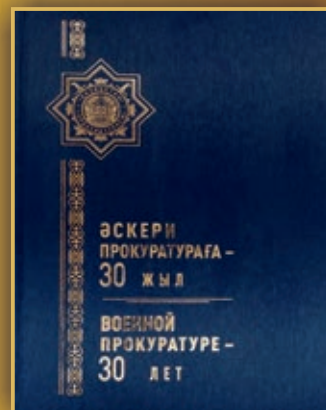 ӘСКЕРИ
ПРОКУРАТУРАҒА –
30 ЖЫЛ
ВОЕННОЙ
ПРОКУРАТУРЕ –
30 ЛЕТ